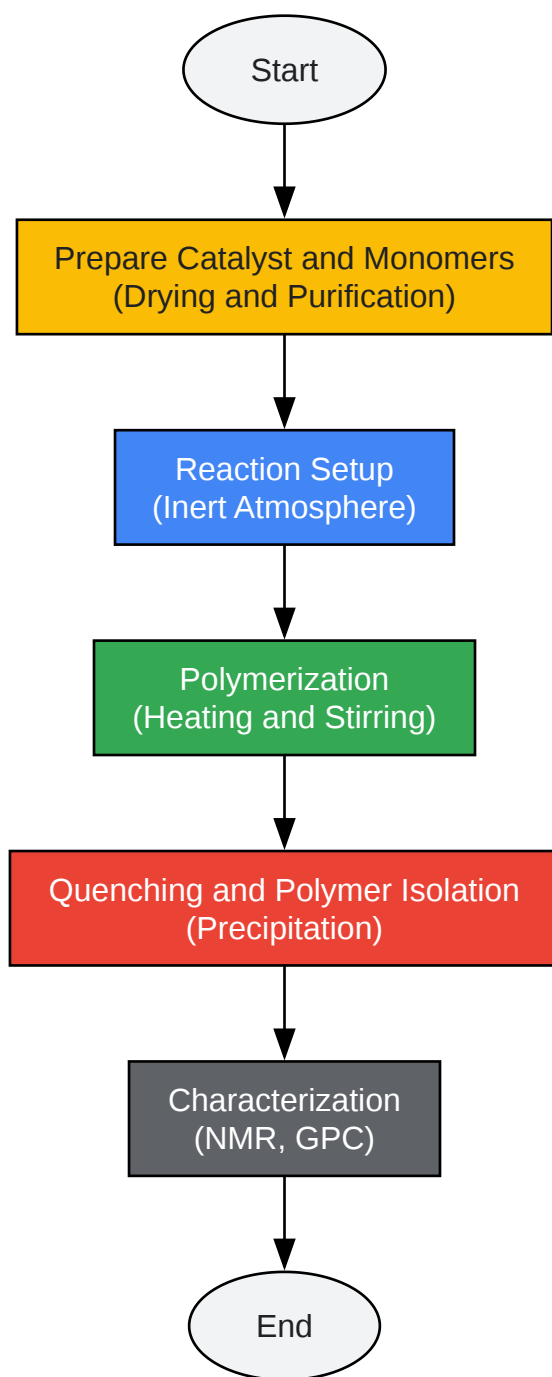 Start
Prepare Catalyst and Monomers
(Drying and Purification)
Reaction Setup
(Inert Atmosphere)
Polymerization
(Heating and Stirring)
Quenching and Polymer Isolation
(Precipitation)
Characterization
(NMR, GPC)
End